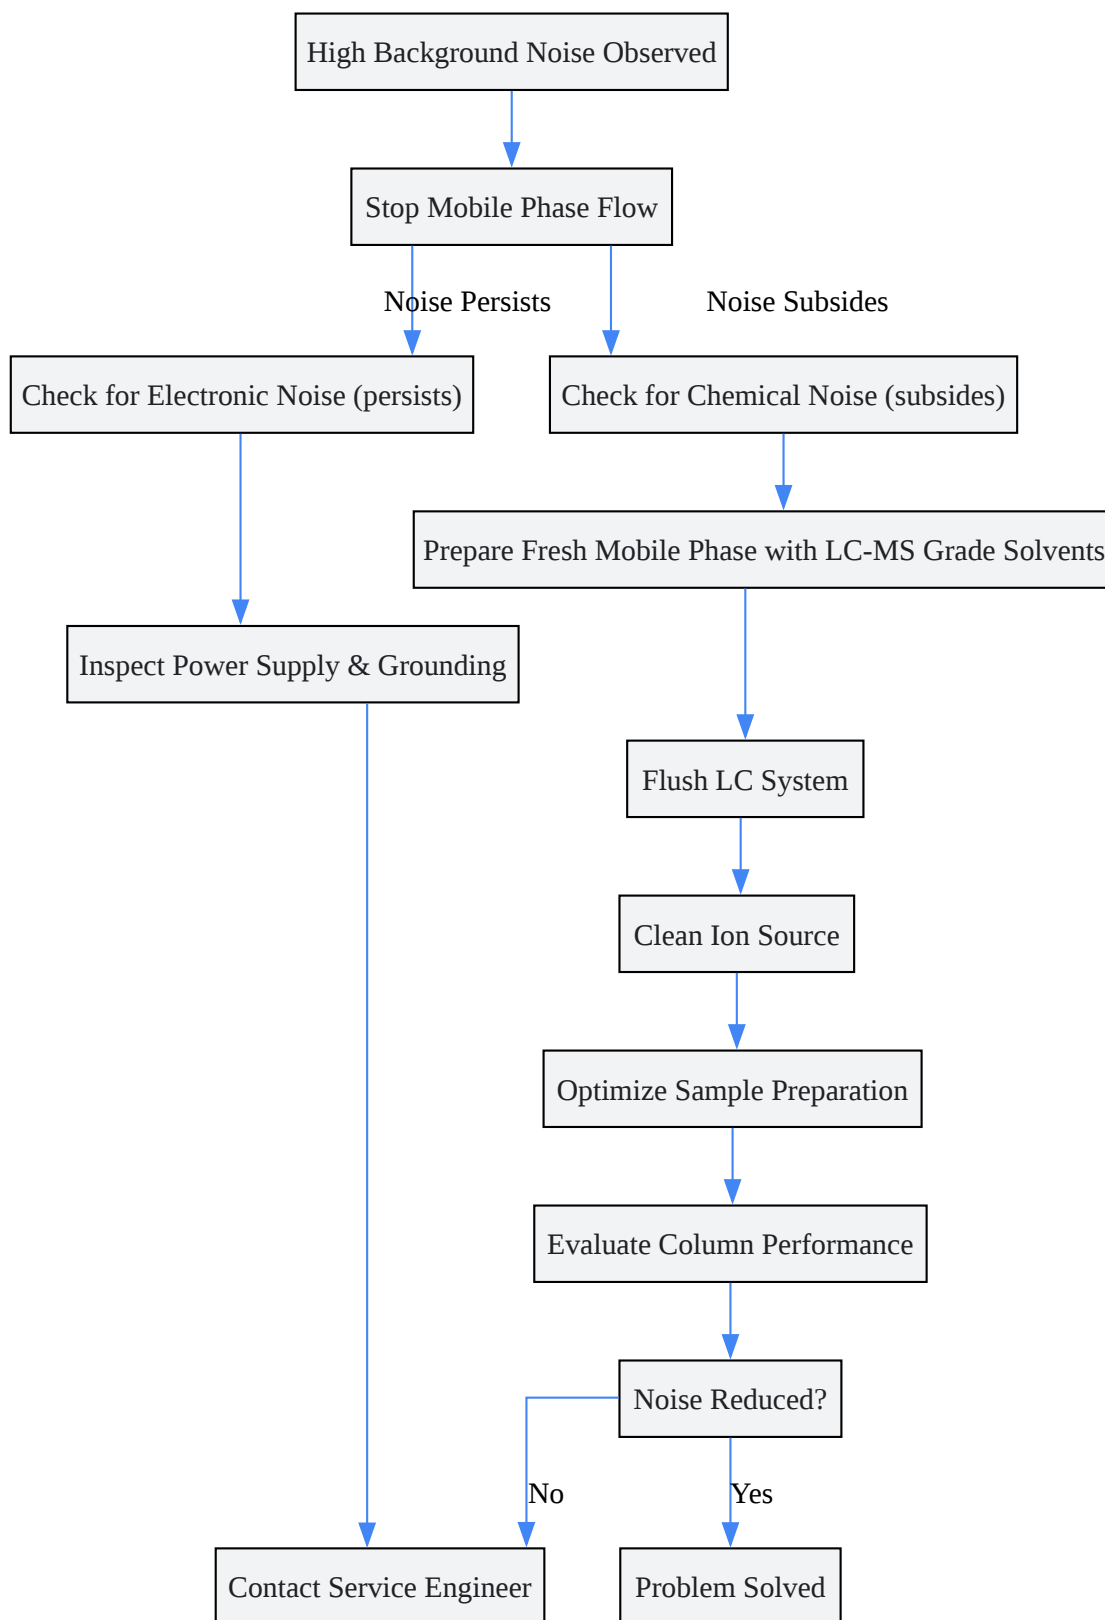 High Background Noise Observed
Stop Mobile Phase Flow
Noise Persists
Noise Subsides
Check for Electronic Noise (persists)
Check for Chemical Noise (subsides)
Prepare Fresh Mobile Phase with LC-MS Grade Solvents
Inspect Power Supply & Grounding
Flush LC System
Clean Ion Source
Optimize Sample Preparation
Evaluate Column Performance
Noise Reduced?
No
Yes
Contact Service Engineer
Problem Solved